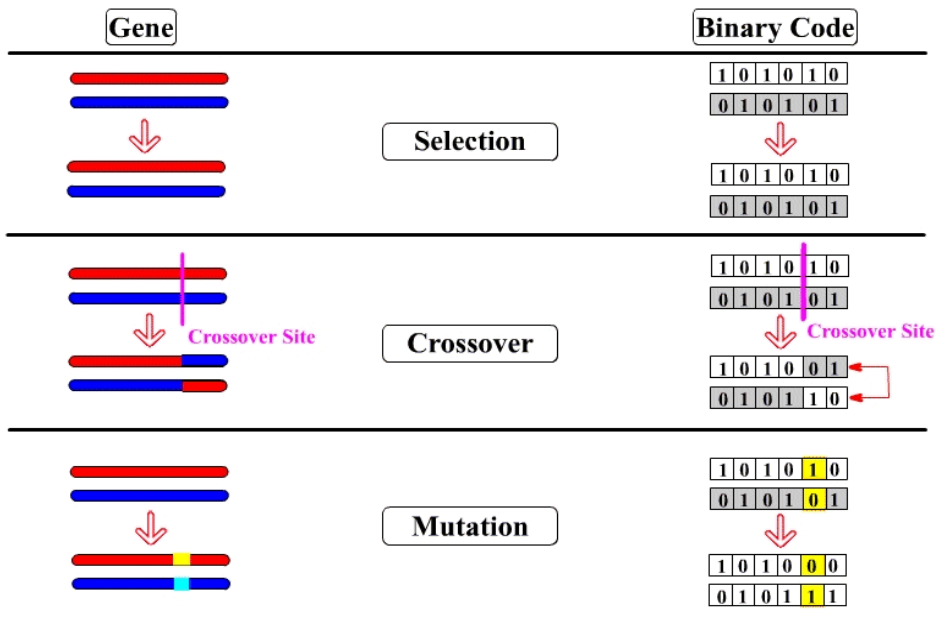 Gene
Binary Code
1 0 1 0 1 0
0 1 0 1 0 1
Selection
1 0 1 0 1 0
0 1 0 1 0 1
1 0 1 0 1 0
0 1 0 1 0 1
Crossover Site
Crossover Site
Crossover
1 0 1 0 0 1
0 1 0 1 1 0
1 0 1 0 1 0
0 1 0 1 0 1
Mutation
1 0 1 0 0 0
0 1 0 1 1 1